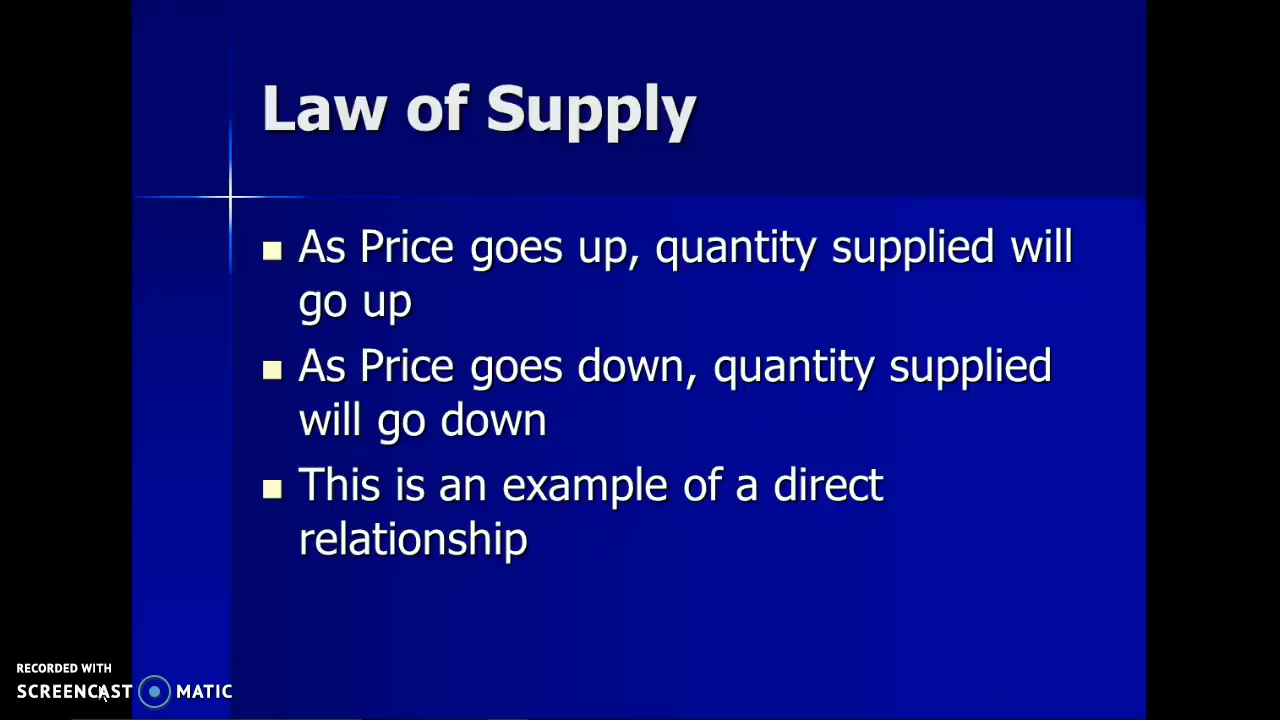 Law of Supply
As Price goes up, quantity supplied will
go up
As Price goes down, quantity supplied
will go down
This is an example of a direct
relationship
RECORDED WITH
SCREENCAST MATIC